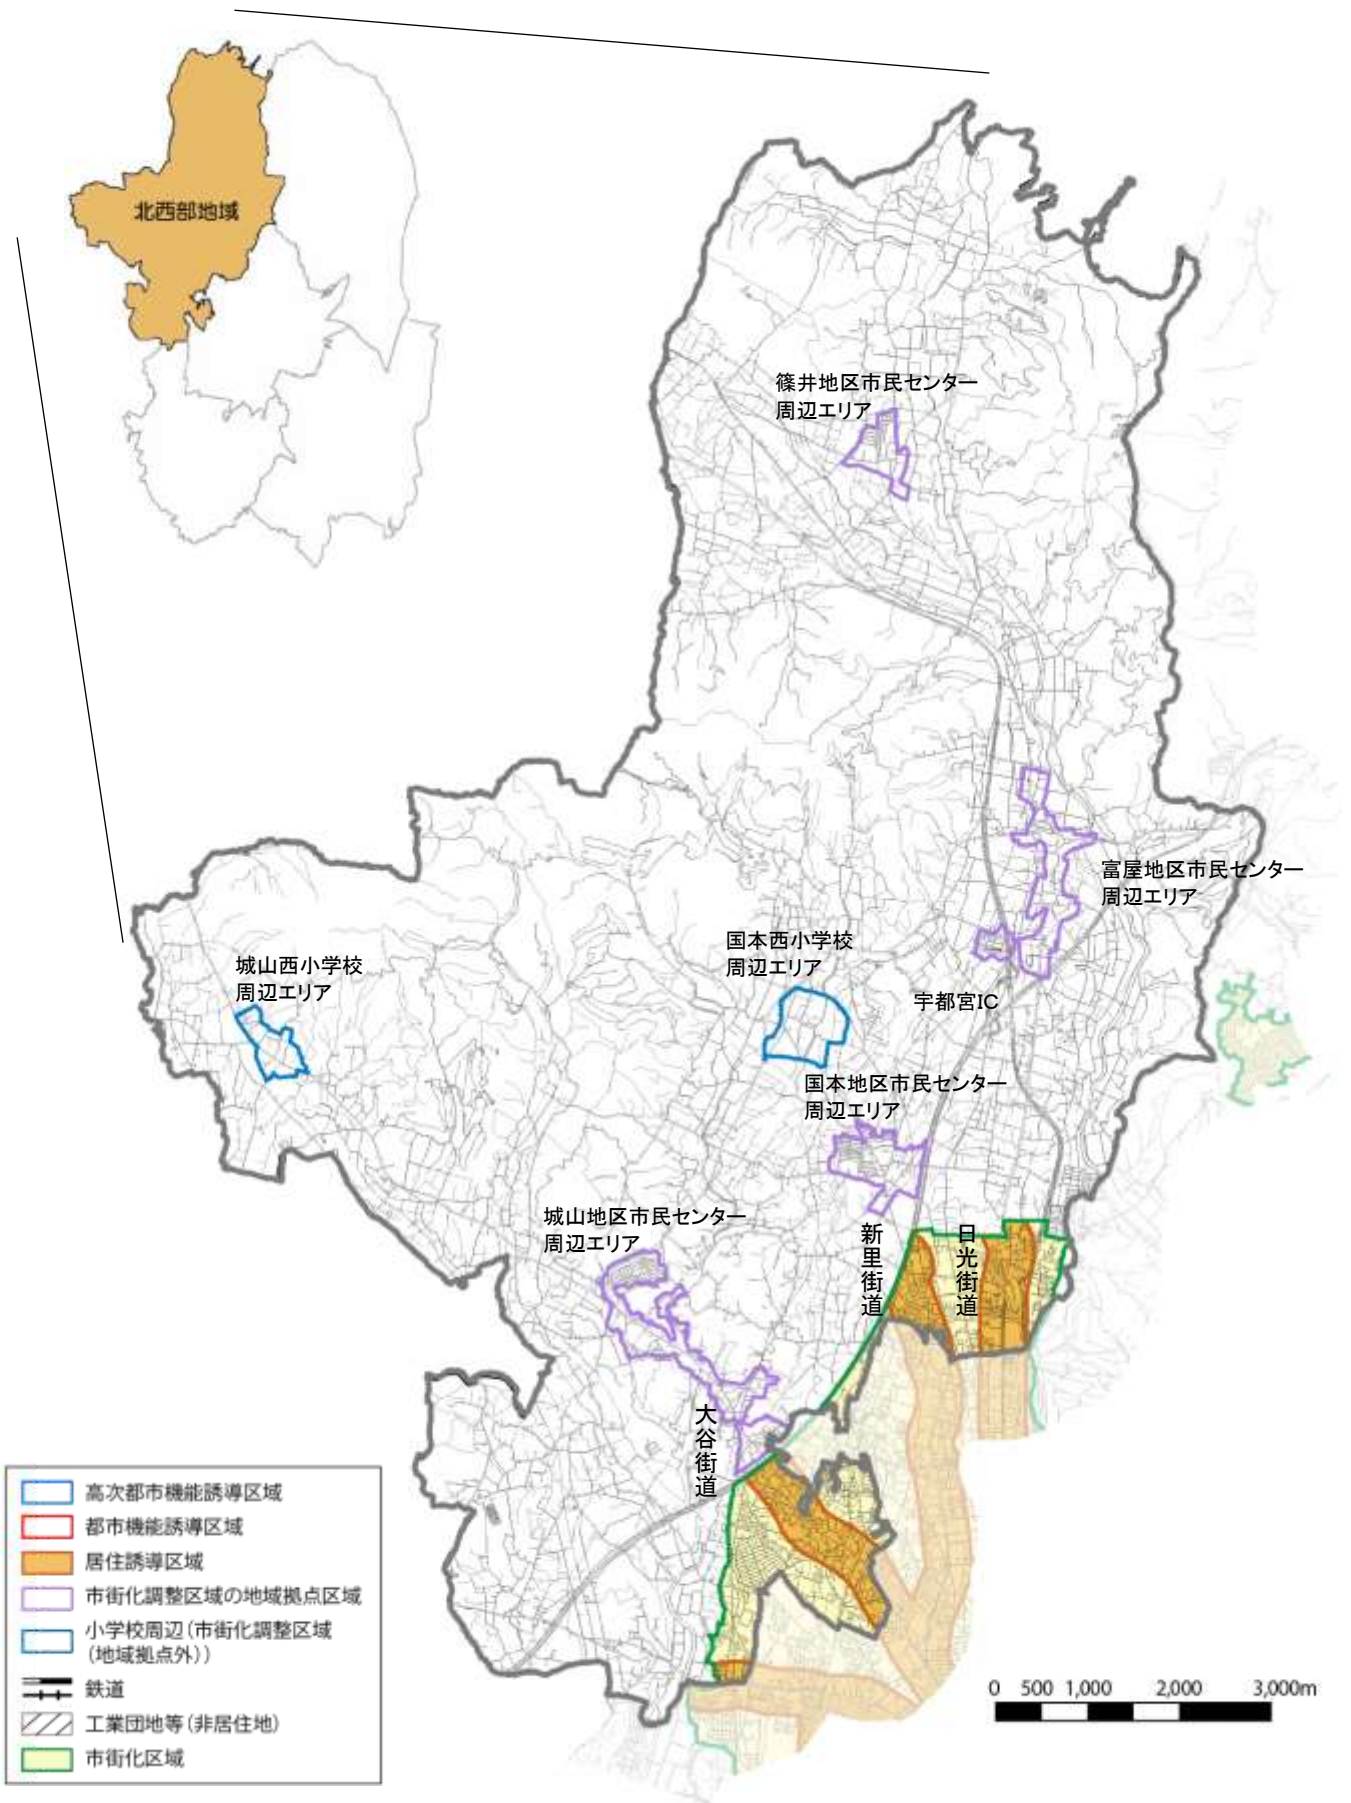 北西部地域
篠井地区市民センター
周辺エリア
富屋地区市民センター
周辺エリア
国本西小学校
周辺エリア
城山西小学校
周辺エリア
宇都宮IC
国本地区市民センター
周辺エリア
城山地区市民センター
周辺エリア
新里街道
日光街道
大谷街道
高次都市機能誘導区域
都市機能誘導区域
居住誘導区域
市街化調整区域の地域拠点区域
小学校周辺（市街化調整区域
（地域拠点外））
鉄道
工業団地等（非居住地）
市街化区域
0 500 1,000 2,000 3,000m